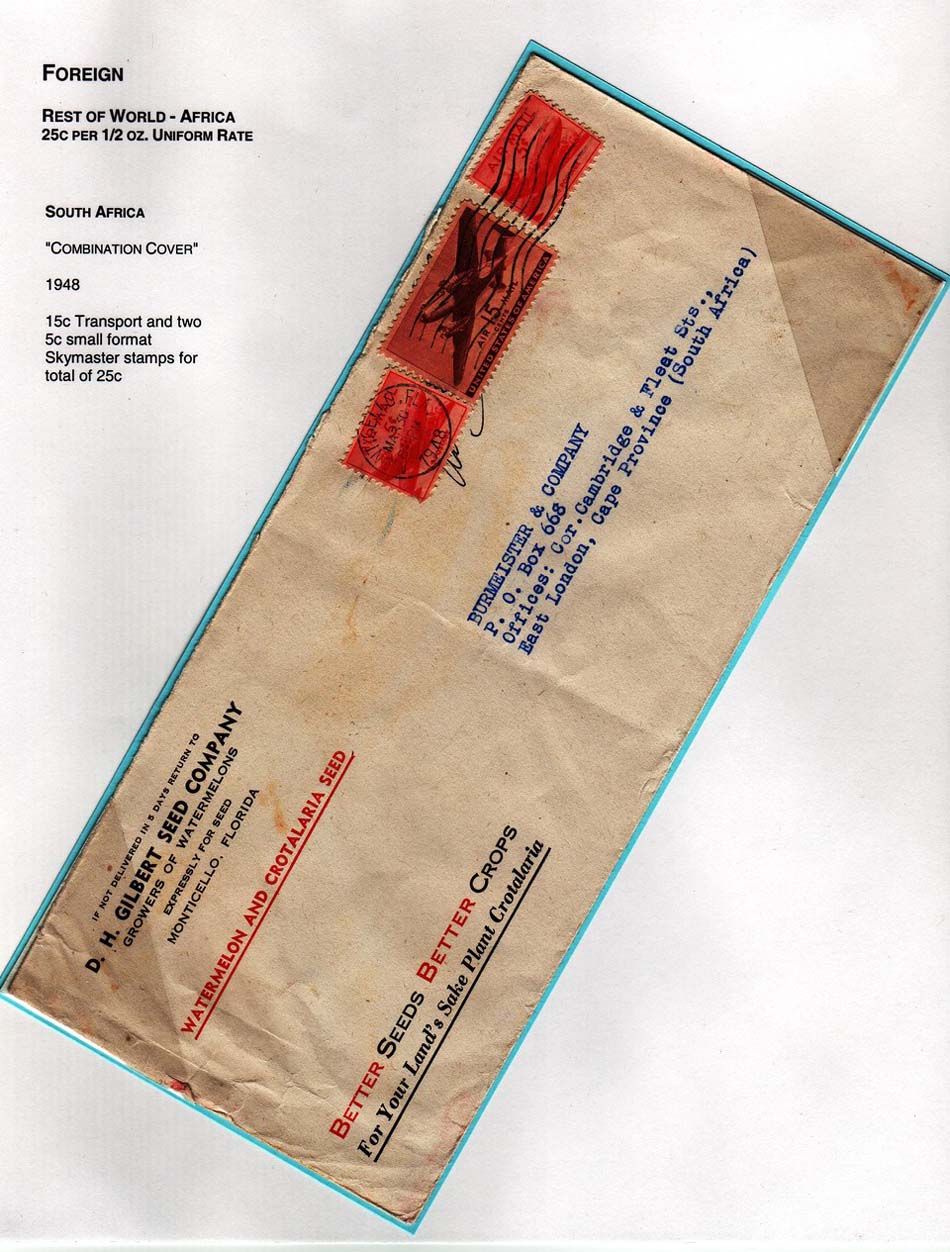 FOREIGN
REST OF WORLD - AFRICA
25C PER 1/2 OZ. UNIFORM RATE
SOUTH AFRICA
"COMBINATION COVER"
1948
15c Transport and two
5c small format
Skymaster stamps for
total of 25c
AIR MAIL
5¢
15
CENTS
AIR MAIL
UNITED STATES OF AMERICA
MAR 30
1948
BURMEISTER & COMPANY
P. O. Box 668
Offices: Cor.Cambridge & Fleet Sts.,
East London, Cape Province (South Africa)
IF NOT DELIVERED IN 5 DAYS RETURN TO
D. H. GILBERT SEED COMPANY
GROWERS OF WATERMELONS
EXPRESSLY FOR SEED
MONTICELLO, FLORIDA
WATERMELON AND CROTALARIA SEED
BETTER SEEDS BETTER CROPS
For Your Land's Sake Plant Crotalaria